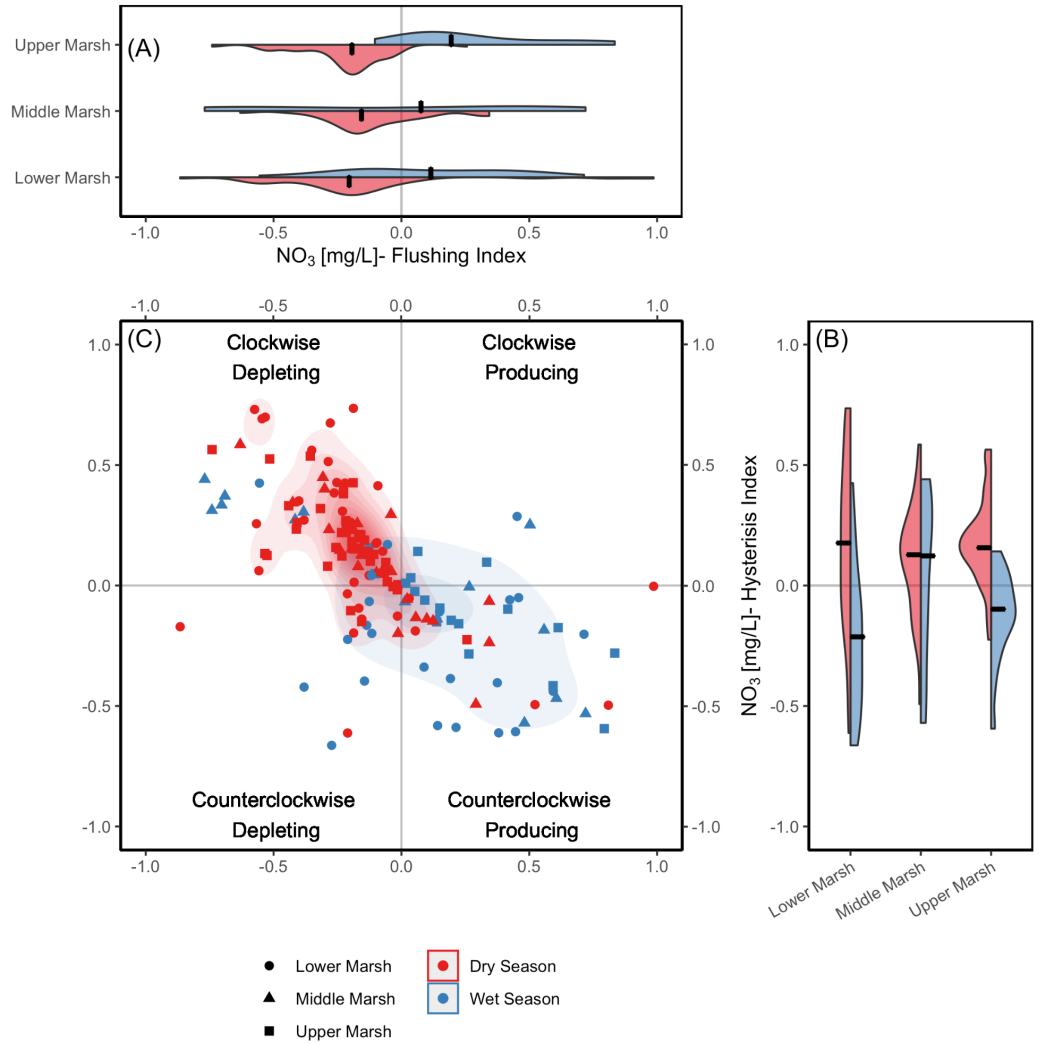 (A)
Upper Marsh
Middle Marsh
Lower Marsh
-1.0 -0.5 0.0 0.5 1.0
NO₃ [mg/L]- Flushing Index
-1.0 -0.5 0.0 0.5 1.0
(C)
Clockwise
Depleting
Clockwise
Producing
1.0
0.5
0.0
-0.5
-1.0
1.0
0.5
0.0
-0.5
-1.0
Counterclockwise
Depleting
Counterclockwise
Producing
-1.0 -0.5 0.0 0.5 1.0
(B)
NO₃ [mg/L]- Hysterisis Index
1.0
0.5
0.0
-0.5
-1.0
Lower Marsh
Middle Marsh
Upper Marsh
Lower Marsh
Middle Marsh
Upper Marsh
Dry Season
Wet Season